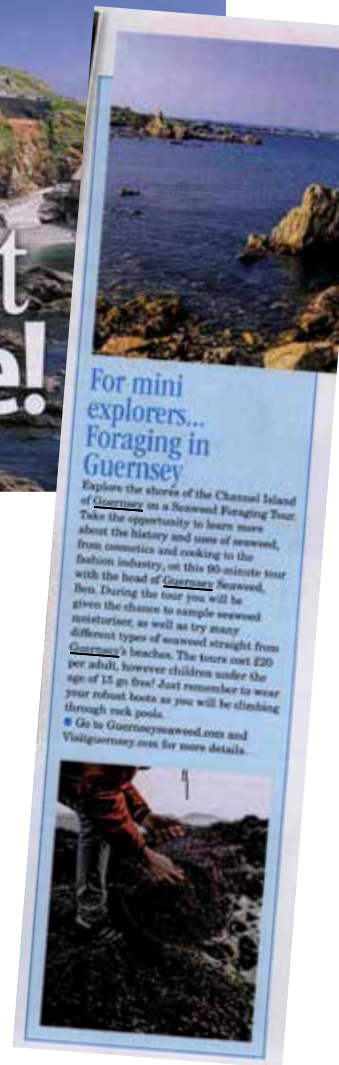 t
e!
For mini
explorers...
Foraging in
Guernsey
Explore the shores of the Channel Island
of Guernsey on a Seaweed Foraging Tour.
Take the opportunity to learn more
about the history and uses of seaweed,
from cosmetics and cooking to the
fashion industry, on this 90-minute tour
with the head of Guernsey Seaweed,
Ben. During the tour you will be
given the chance to sample seaweed
moisturiser, as well as try many
different types of seaweed straight from
Guernsey's beaches. The tours cost £20
per adult, however children under the
age of 15 go free! Just remember to wear
your robust boots as you will be climbing
through rock pools.
Go to Guernseyseaweed.com and
Visitguernsey.com for more details.